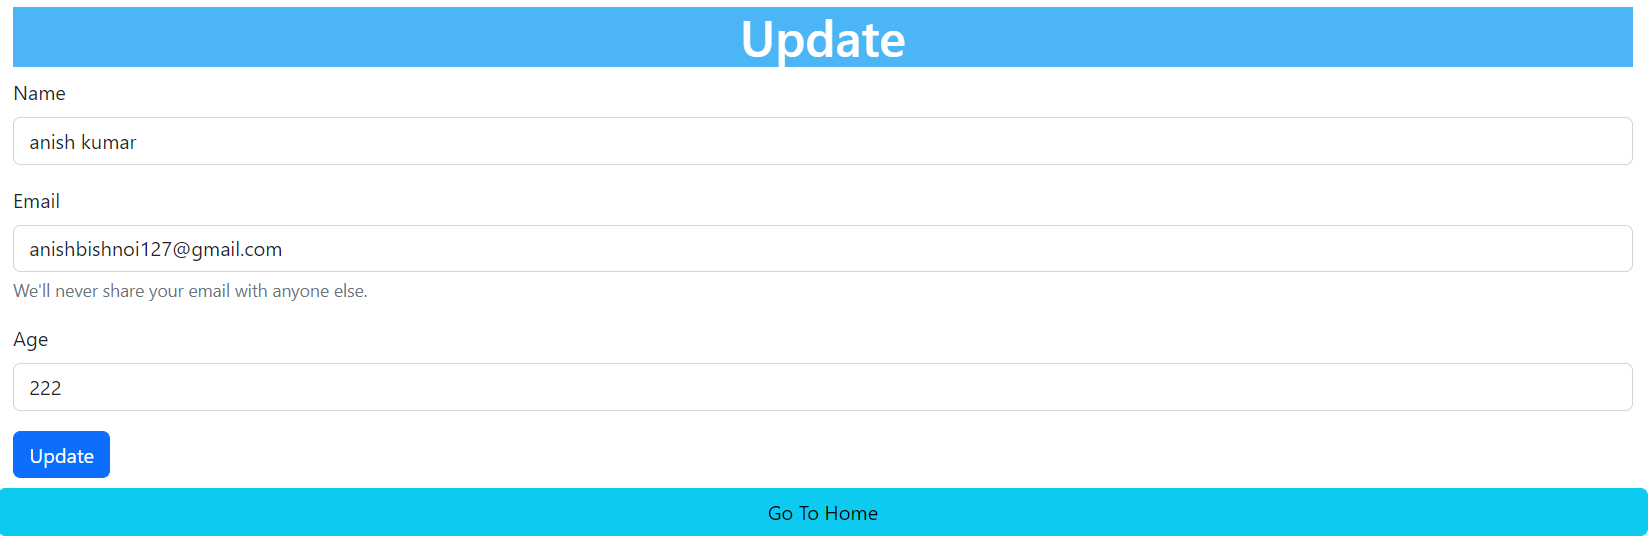 Update
Name
anish kumar
Email
anishbishnoi127@gmail.com
We'll never share your email with anyone else.
Age
222
Update
Go To Home